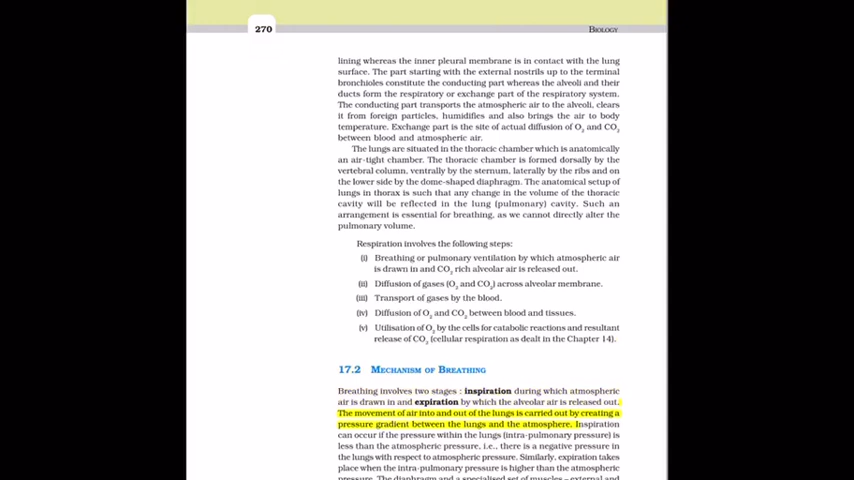 270
BIOLOGY
lining whereas the inner pleural membrane is in contact with the lung
surface. The part starting with the external nostrils up to the terminal
bronchioles constitute the conducting part whereas the alveoli and their
ducts form the respiratory or exchange part of the respiratory system.
The conducting part transports the atmospheric air to the alveoli, clears
it from foreign particles, humidifies and also brings the air to body
temperature. Exchange part is the site of actual diffusion of O₂ and CO₂
between blood and atmospheric air.
The lungs are situated in the thoracic chamber which is anatomically
an air-tight chamber. The thoracic chamber is formed dorsally by the
vertebral column, ventrally by the sternum, laterally by the ribs and on
the lower side by the dome-shaped diaphragm. The anatomical setup of
lungs in thorax is such that any change in the volume of the thoracic
cavity will be reflected in the lung (pulmonary) cavity. Such an
arrangement is essential for breathing, as we cannot directly alter the
pulmonary volume.
Respiration involves the following steps:
(i) Breathing or pulmonary ventilation by which atmospheric air
is drawn in and CO₂ rich alveolar air is released out.
(ii) Diffusion of gases (O₂ and CO₂) across alveolar membrane.
(iii) Transport of gases by the blood.
(iv) Diffusion of O₂ and CO₂ between blood and tissues.
(v) Utilisation of O₂ by the cells for catabolic reactions and resultant
release of CO₂ (cellular respiration as dealt in the Chapter 14).
17.2 MECHANISM OF BREATHING
Breathing involves two stages : inspiration during which atmospheric
air is drawn in and expiration by which the alveolar air is released out.
The movement of air into and out of the lungs is carried out by creating a
pressure gradient between the lungs and the atmosphere. Inspiration
can occur if the pressure within the lungs (intra-pulmonary pressure) is
less than the atmospheric pressure, i.e., there is a negative pressure in
the lungs with respect to atmospheric pressure. Similarly, expiration takes
place when the intra-pulmonary pressure is higher than the atmospheric
pressure. The diaphragm and a specialised set of muscles – external and